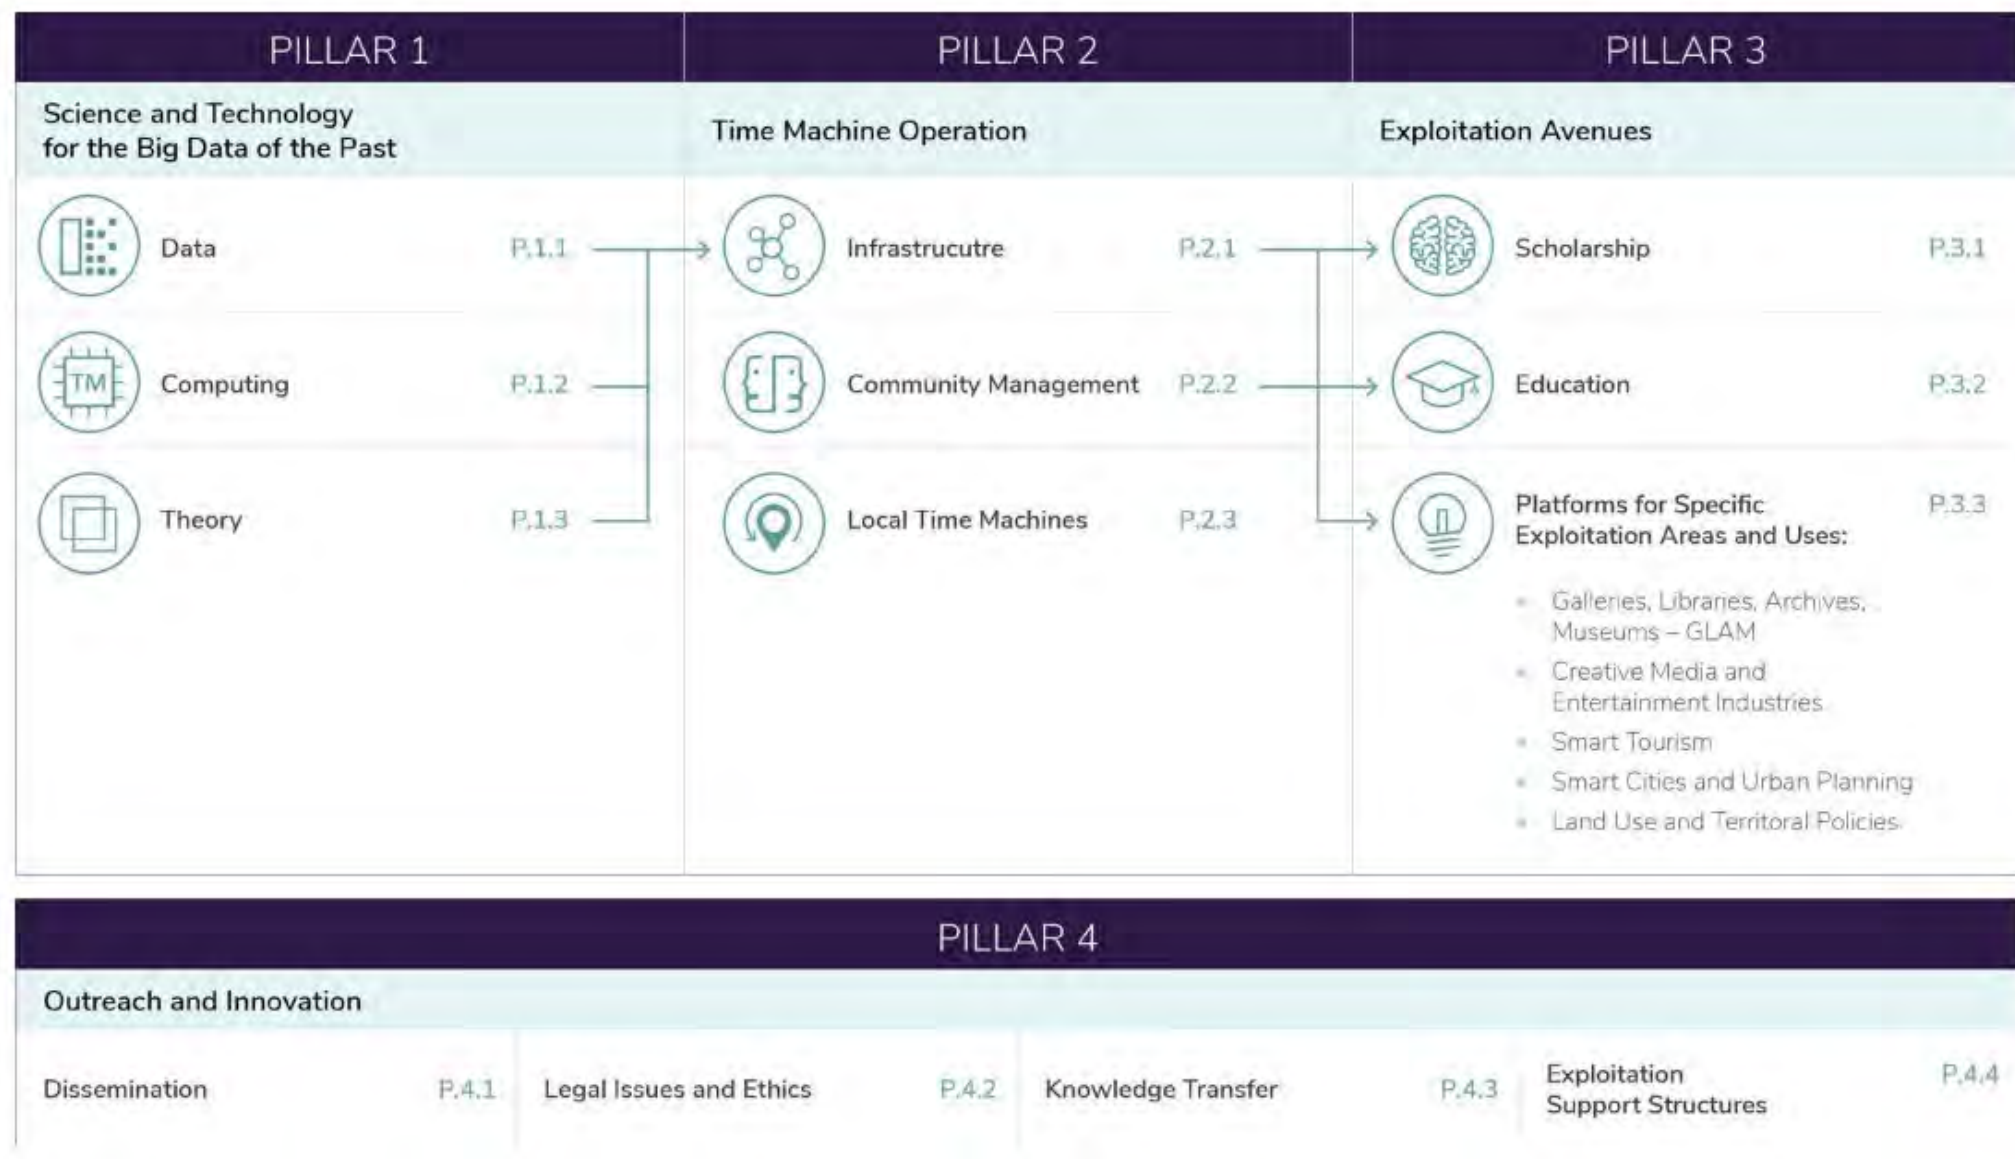 PILLAR 1
Science and Technology
for the Big Data of the Past
Data P.1.1
TM
Computing P.1.2
Theory P.1.3
PILLAR 2
Time Machine Operation
Infrastrucutre P.2.1
Community Management P.2.2
Local Time Machines P.2.3
PILLAR 3
Exploitation Avenues
Scholarship P.3.1
Education P.3.2
Platforms for Specific P.3.3
Exploitation Areas and Uses:
Galleries, Libraries, Archives,
Museums – GLAM
Creative Media and
Entertainment Industries
Smart Tourism
Smart Cities and Urban Planning
Land Use and Territoral Policies
PILLAR 4
Outreach and Innovation
Dissemination P.4.1
Legal Issues and Ethics P.4.2
Knowledge Transfer P.4.3
Exploitation P.4.4
Support Structures